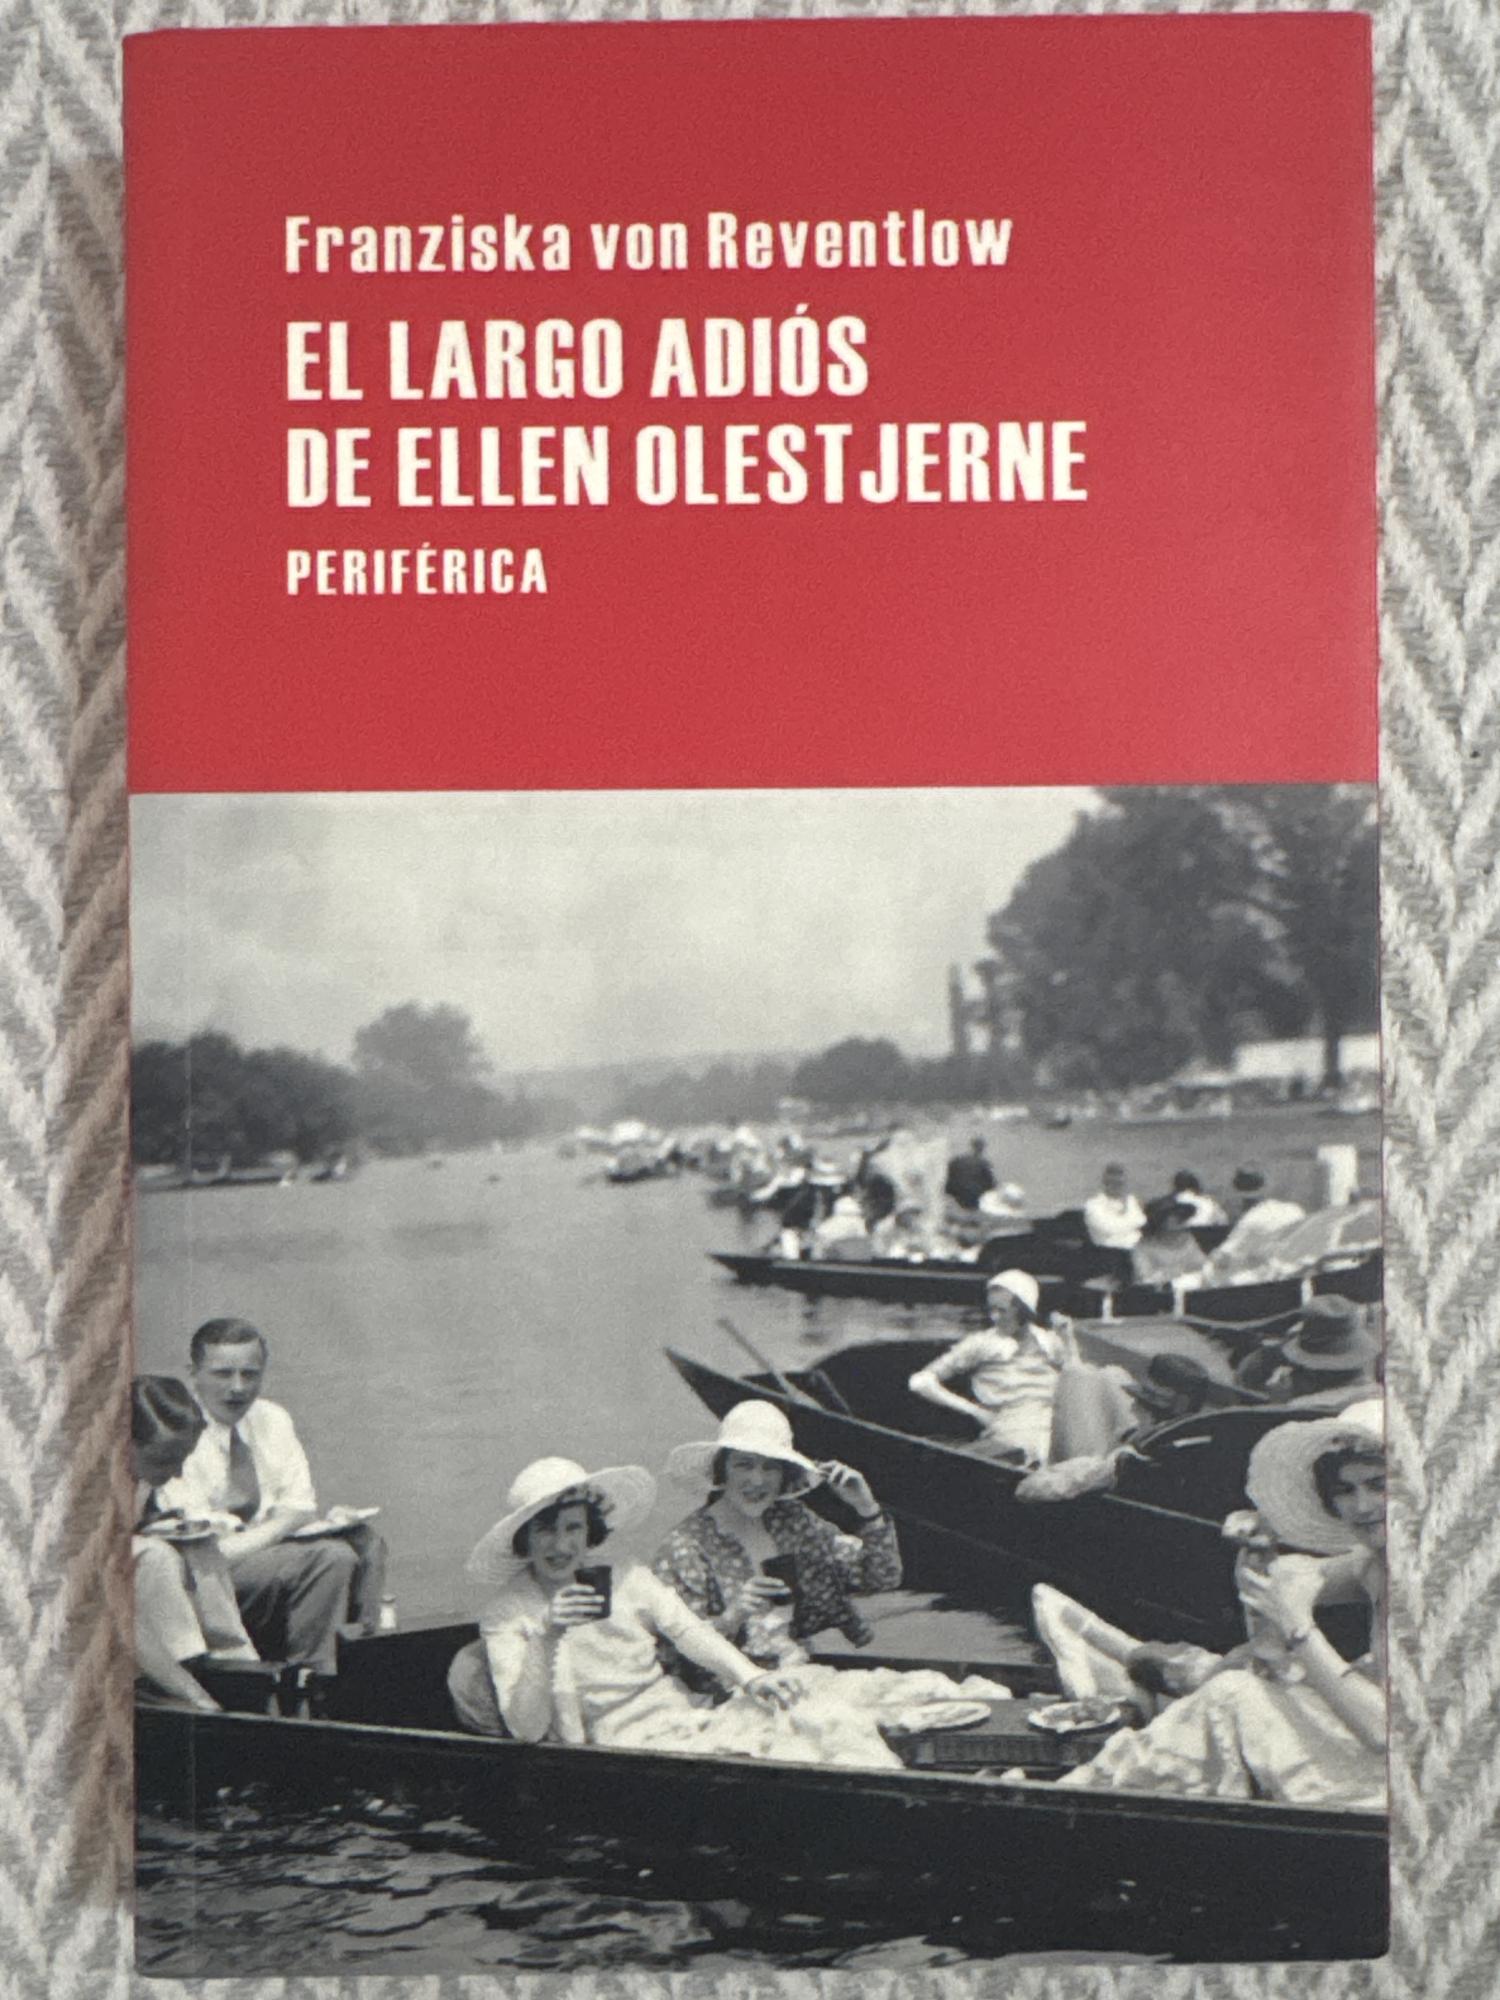 Franziska von Reventlow
EL LARGO ADIÓS
DE ELLEN OLESTJERNE
PERIFÉRICA